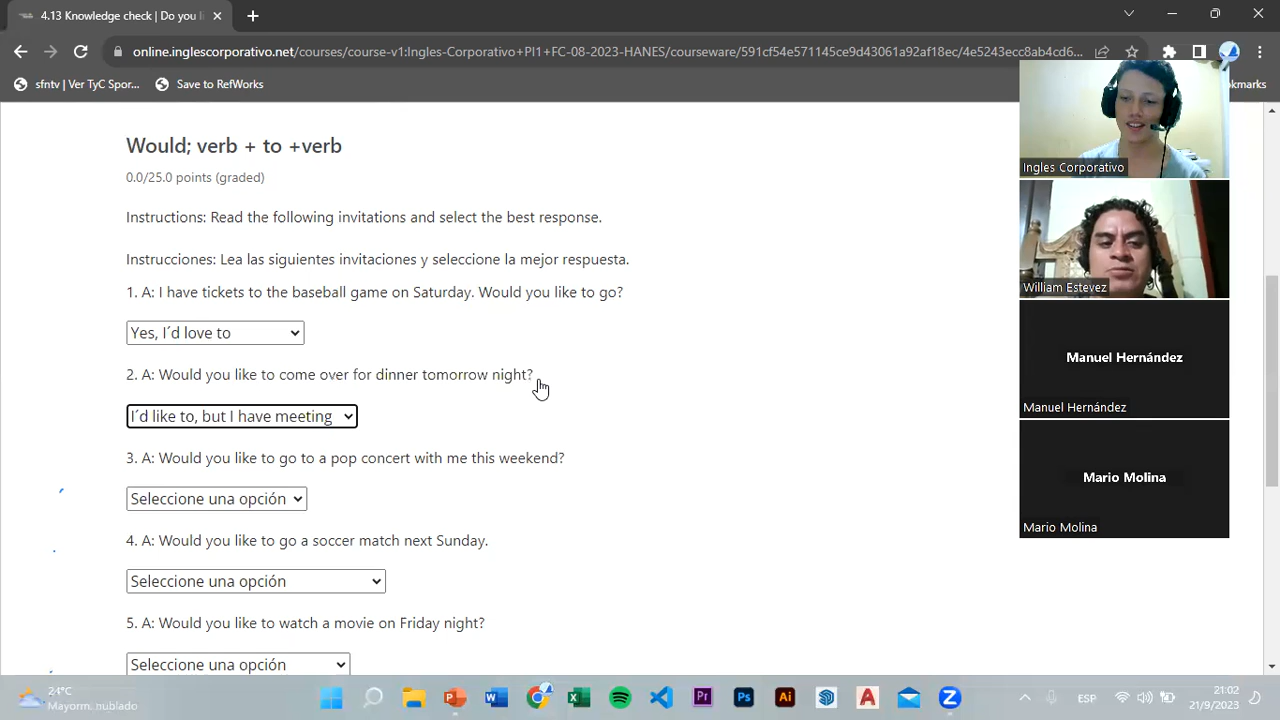 4.13 Knowledge check | Do you li
online.inglescorporativo.net/courses/course-v1:Ingles-Corporativo+PI1+FC-08-2023-HANES/courseware/591cf54e571145ce9d43061a92af18ec/4e5243ecc8ab4cd6...
sfntv | Ver TyC Spor...
Save to RefWorks
okmarks
Would; verb + to +verb
0.0/25.0 points (graded)
Instructions: Read the following invitations and select the best response.
Instrucciones: Lea las siguientes invitaciones y seleccione la mejor respuesta.
1. A: I have tickets to the baseball game on Saturday. Would you like to go?
Yes, I´d love to
2. A: Would you like to come over for dinner tomorrow night?
I´d like to, but I have meeting
3. A: Would you like to go to a pop concert with me this weekend?
Seleccione una opción
4. A: Would you like to go a soccer match next Sunday.
Seleccione una opción
5. A: Would you like to watch a movie on Friday night?
Seleccione una opción
Ingles Corporativo
William Estevez
Manuel Hernández
Manuel Hernández
Mario Molina
Mario Molina
24°C
Mayorm. nublado
ESP
21:02
21/9/2023